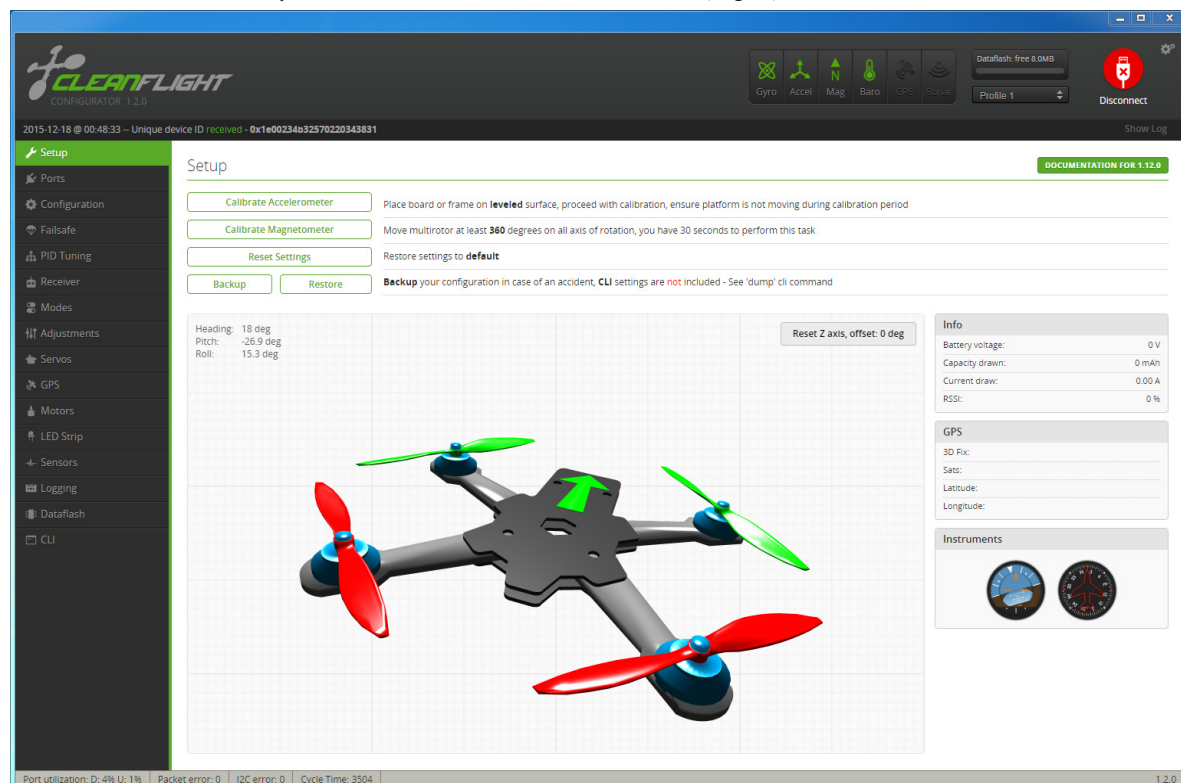 CLEANFLIGHT
CONFIGURATOR 1.2.0
Gyro Accel Mag Baro GPS Sonar
Dataflash: free 8.0MB
Profile 1
Disconnect
2015-12-18 @ 00:48:33 -- Unique device ID received - 0x1e00234b32570220343831
Show Log
Setup
Ports
Configuration
Failsafe
PID Tuning
Receiver
Modes
Adjustments
Servos
GPS
Motors
LED Strip
Sensors
Logging
Dataflash
CLI
Setup
DOCUMENTATION FOR 1.12.0
Calibrate Accelerometer
Place board or frame on leveled surface, proceed with calibration, ensure platform is not moving during calibration period
Calibrate Magnetometer
Move multirotor at least 360 degrees on all axis of rotation, you have 30 seconds to perform this task
Reset Settings
Restore settings to default
Backup Restore
Backup your configuration in case of an accident, CLI settings are not included - See 'dump' cli command
Heading: 18 deg
Pitch: -26.9 deg
Roll: 15.3 deg
Reset Z axis, offset: 0 deg
Info
Battery voltage: 0 V
Capacity drawn: 0 mAh
Current draw: 0.00 A
RSSI: 0 %
GPS
3D Fix:
Sats:
Latitude:
Longitude:
Instruments
Port utilization: D: 4% U: 1% Packet error: 0 I2C error: 0 Cycle Time: 3504
1.2.0